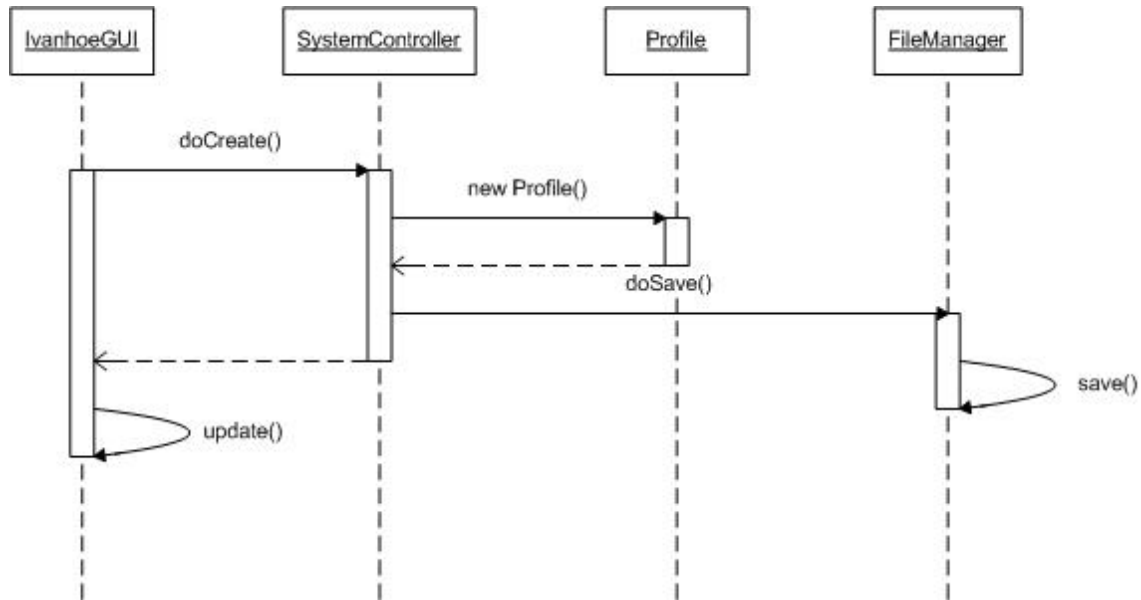 IvanhoeGUI
SystemController
Profile
FileManager
doCreate()
new Profile()
doSave()
save()
update()